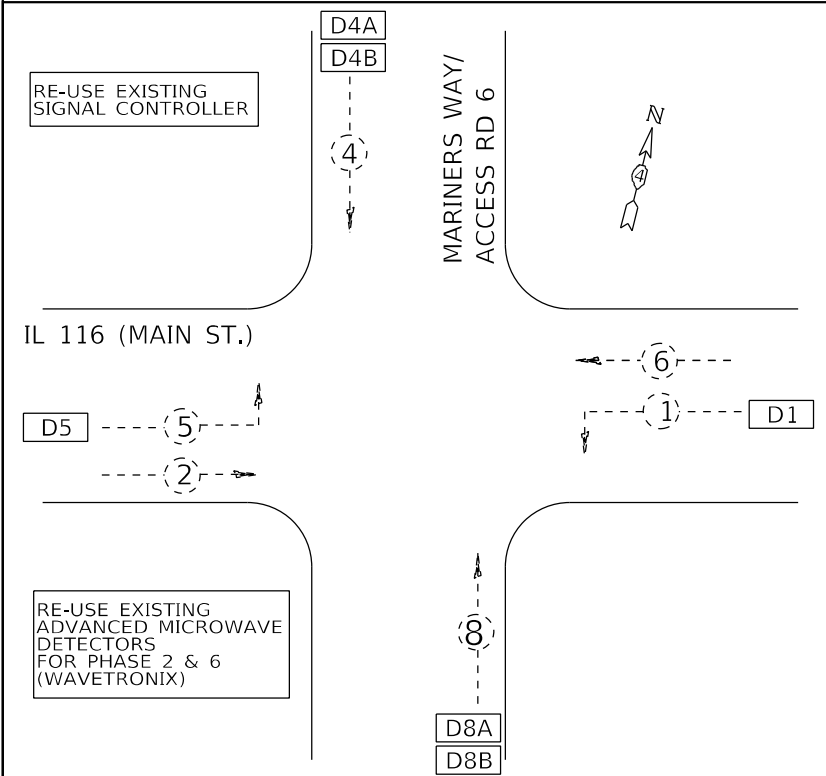 D4A
D4B
RE-USE EXISTING
SIGNAL CONTROLLER
4
MARINERS WAY/
ACCESS RD 6
N
4
IL 116 (MAIN ST.)
6
D5
5
1
D1
2
RE-USE EXISTING
ADVANCED MICROWAVE
DETECTORS
FOR PHASE 2 & 6
(WAVETRONIX)
8
D8A
D8B